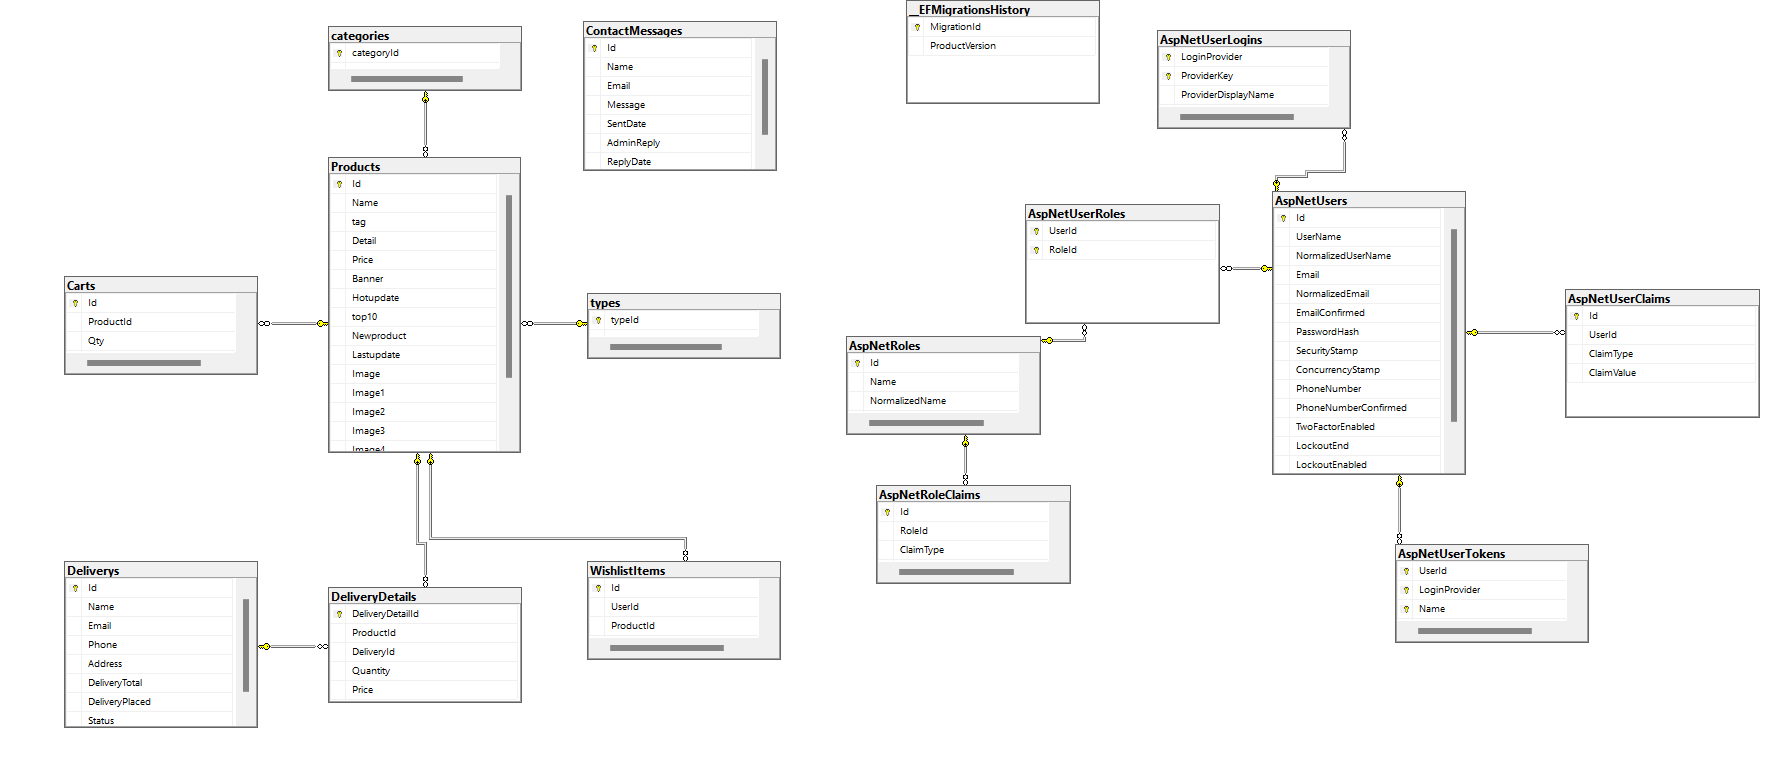 categories
categoryId
ContactMessages
Id
Name
Email
Message
SentDate
AdminReply
ReplyDate
__EFMigrationsHistory
MigrationId
ProductVersion
AspNetUserLogins
LoginProvider
ProviderKey
ProviderDisplayName
Products
Id
Name
tag
Detail
Price
Banner
Hotupdate
top10
Newproduct
Lastupdate
Image
Image1
Image2
Image3
Image4
Carts
Id
ProductId
Qty
types
typeId
AspNetUserRoles
UserId
RoleId
AspNetUsers
Id
UserName
NormalizedUserName
Email
NormalizedEmail
EmailConfirmed
PasswordHash
SecurityStamp
ConcurrencyStamp
PhoneNumber
PhoneNumberConfirmed
TwoFactorEnabled
LockoutEnd
LockoutEnabled
AspNetUserClaims
Id
UserId
ClaimType
ClaimValue
AspNetRoles
Id
Name
NormalizedName
AspNetRoleClaims
Id
RoleId
ClaimType
AspNetUserTokens
UserId
LoginProvider
Name
Deliverys
Id
Name
Email
Phone
Address
DeliveryTotal
DeliveryPlaced
Status
DeliveryDetails
DeliveryDetailId
ProductId
DeliveryId
Quantity
Price
WishlistItems
Id
UserId
ProductId